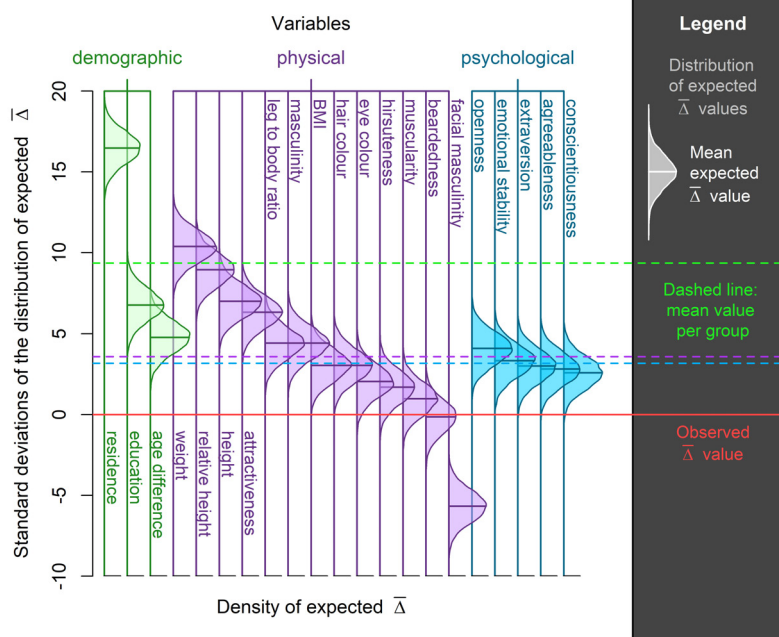 Variables
demographic
physical
psychological
Standard deviations of the distribution of expected Δ
20
15
10
5
0
-5
-10
residence
education
age difference
weight
relative height
height
attractiveness
leg to body ratio
masculinity
BMI
hair colour
eye colour
hirsuteness
muscularity
beardedness
facial masculinity
openness
emotional stability
extraversion
agreeableness
conscientiousness
Density of expected Δ
Legend
Distribution
of expected
Δ values
Mean
expected
Δ value
Dashed line:
mean value
per group
Observed
Δ value